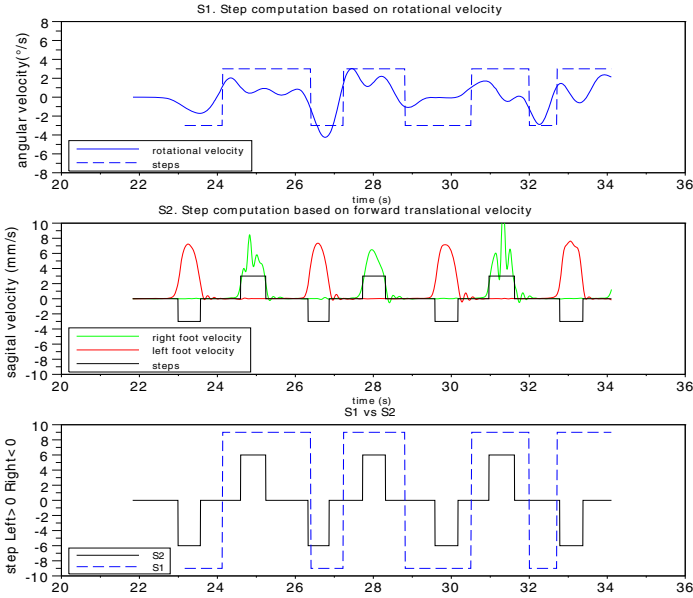 S1. Step computation based on rotational velocity
8
6
4
2
0
-2
-4
-6
-8
angular velocity(°/s)
rotational velocity
steps
20 22 24 26 28 30 32 34 36
time (s)
S2. Step computation based on forward translational velocity
10
8
6
4
2
0
-2
-4
-6
-8
-10
sagital velocity (mm/s)
right foot velocity
left foot velocity
steps
20 22 24 26 28 30 32 34 36
time (s)
S1 vs S2
10
8
6
4
2
0
-2
-4
-6
-8
-10
step Left> 0 Right< 0
S2
S1
20 22 24 26 28 30 32 34 36